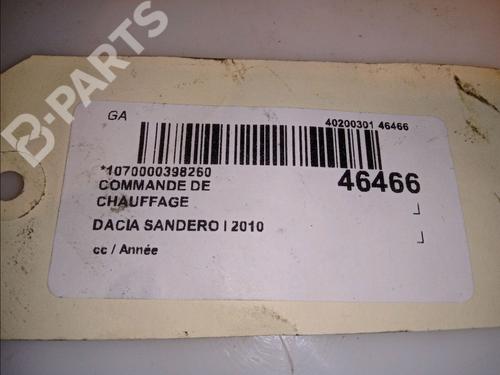 B-PARTS
GA
40200301 46466
*1070000398260
46466
COMMANDE DE
CHAUFFAGE
DACIA SANDERO I 2010
cc / Année